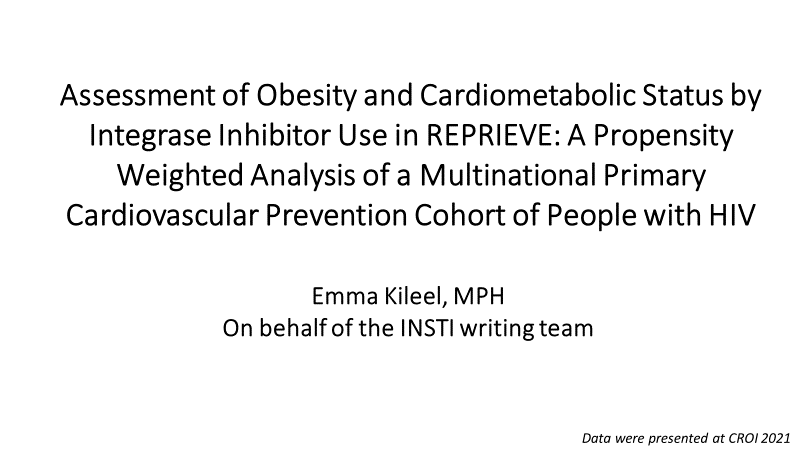 Assessment of Obesity and Cardiometabolic Status by
Integrase Inhibitor Use in REPRIEVE: A Propensity
Weighted Analysis of a Multinational Primary
Cardiovascular Prevention Cohort of People with HIV
Emma Kileel, MPH
On behalf of the INSTI writing team
Data were presented at CROI 2021